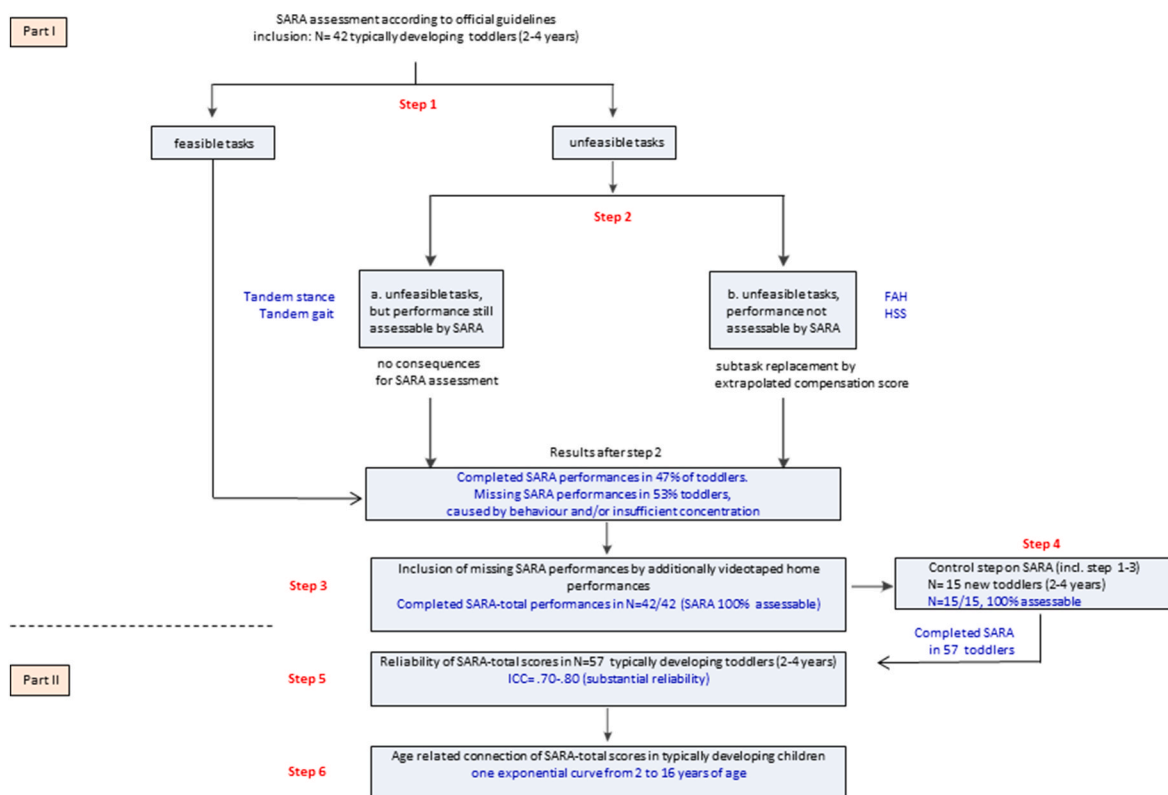 Part I
SARA assessment according to official guidelines
inclusion: N= 42 typically developing toddlers (2-4 years)
Step 1
feasible tasks
unfeasible tasks
Step 2
Tandem stance
Tandem gait
a. unfeasible tasks,
but performance still
assessable by SARA
b. unfeasible tasks,
performance not
assessable by SARA
FAH
HSS
no consequences
for SARA assessment
subtask replacement by
extrapolated compensation score
Results after step 2
Completed SARA performances in 47% of toddlers.
Missing SARA performances in 53% toddlers,
caused by behaviour and/or insufficient concentration
Step 3
Inclusion of missing SARA performances by additionally videotaped home
performances
Completed SARA-total performances in N=42/42 (SARA 100% assessable)
Step 4
Control step on SARA (incl. step 1-3)
N= 15 new toddlers (2-4 years)
N=15/15, 100% assessable
Completed SARA
in 57 toddlers
Part II
Step 5
Reliability of SARA-total scores in N=57 typically developing toddlers (2-4 years)
ICC= .70-.80 (substantial reliability)
Step 6
Age related connection of SARA-total scores in typically developing children
one exponential curve from 2 to 16 years of age